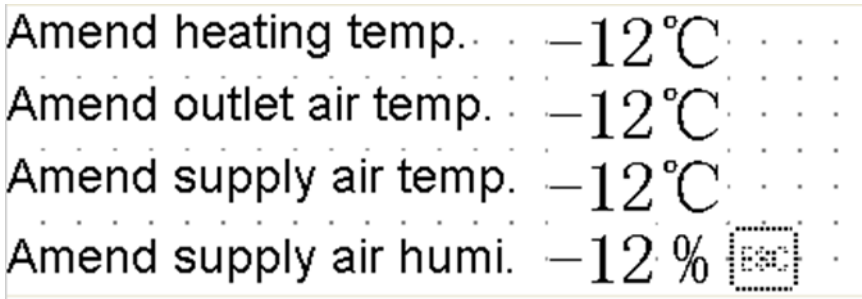 Amend heating temp. −12℃
Amend outlet air temp. −12℃
Amend supply air temp. −12℃
Amend supply air humi. −12 % ESC